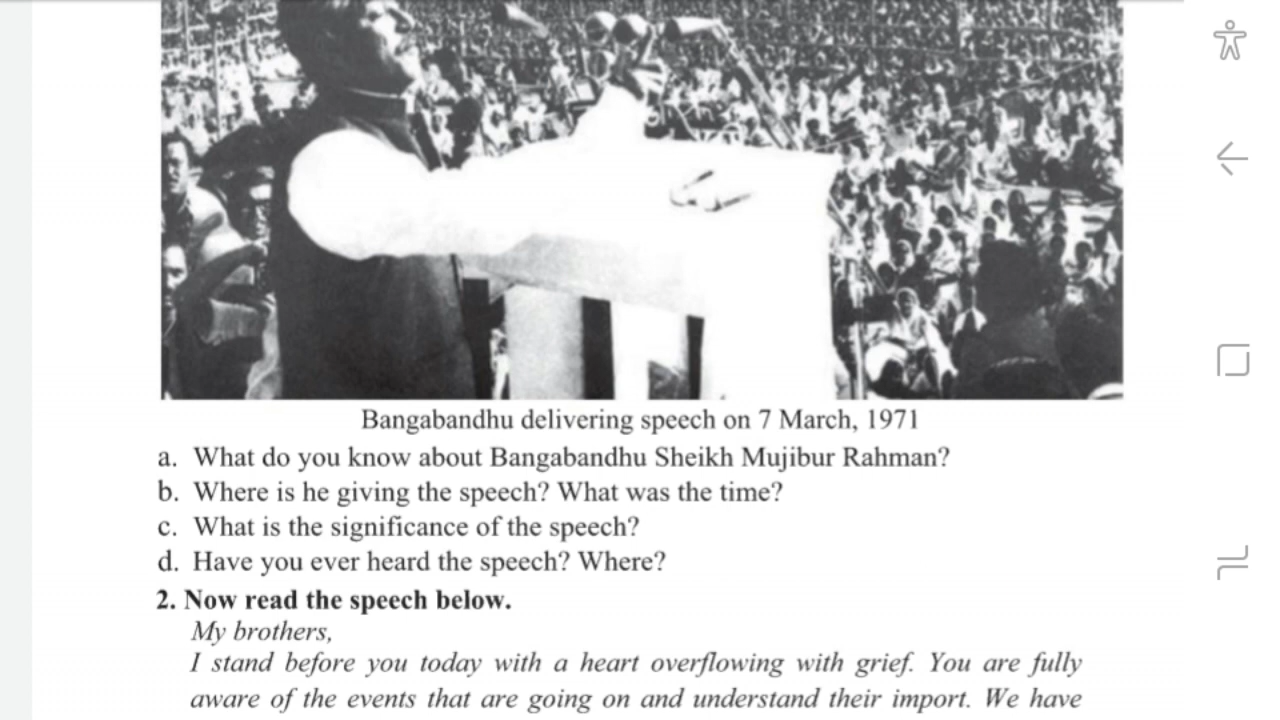 Bangabandhu delivering speech on 7 March, 1971
a. What do you know about Bangabandhu Sheikh Mujibur Rahman?
b. Where is he giving the speech? What was the time?
c. What is the significance of the speech?
d. Have you ever heard the speech? Where?
2. Now read the speech below.
My brothers,
I stand before you today with a heart overflowing with grief. You are fully
aware of the events that are going on and understand their import. We have